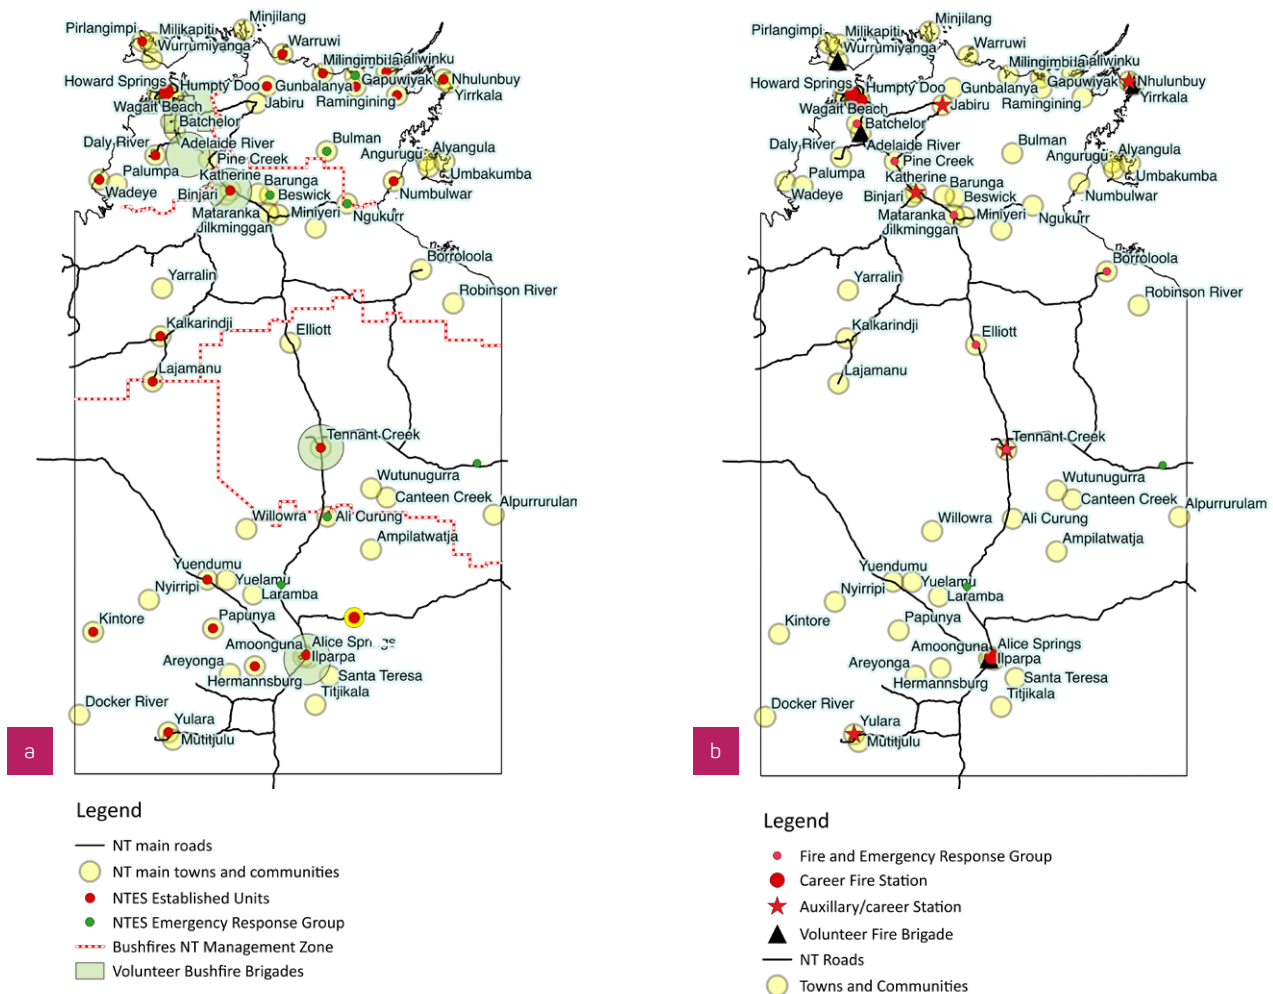 Minjilang
Pirlangimpi
Milikapiti
Wurrumiyanga
Warruwi
Milingimbi
Galiwinku
Howard Springs
Humpty Doo
Gunbalanya
Gapuwiyak
Nhulunbuy
Ramingining
Yirrkala
Wagait Beach
Jabiru
Batchelor
Daly River
Adelaide River
Bulman
Angurugu
Alyangula
Palumpa
Pine Creek
Umbakumba
Wadeye
Katherine
Binjari
Barunga
Beswick
Numbulwar
Mataranka
Miniyeri
Ngukurr
Jilkminggan
Borroloola
Yarralin
Robinson River
Kalkarindji
Elliott
Lajamanu
Tennant Creek
Wutunugurra
Canteen Creek
Alpurrurulam
Willowra
Ali Curung
Ampilatwatja
Yuendumu
Yuelamu
Nyirripi
Laramba
Kintore
Papunya
Amoonguna
Alice Springs
Ilparpa
Areyonga
Hermannsburg
Santa Teresa
Titjikala
Docker River
Yulara
Mutitjulu
a
Legend
NT main roads
NT main towns and communities
NTES Established Units
NTES Emergency Response Group
Bushfires NT Management Zone
Volunteer Bushfire Brigades
Minjilang
Pirlangimpi
Milikapiti
Wurrumiyanga
Warruwi
Milingimbi
Galiwinku
Howard Springs
Humpty Doo
Gunbalanya
Gapuwiyak
Nhulunbuy
Ramingining
Yirrkala
Wagait Beach
Jabiru
Batchelor
Daly River
Adelaide River
Bulman
Angurugu
Alyangula
Palumpa
Pine Creek
Umbakumba
Wadeye
Katherine
Binjari
Barunga
Beswick
Numbulwar
Mataranka
Miniyeri
Ngukurr
Jilkminggan
Borroloola
Yarralin
Robinson River
Kalkarindji
Elliott
Lajamanu
Tennant Creek
Wutunugurra
Canteen Creek
Alpurrurulam
Willowra
Ali Curung
Ampilatwatja
Yuendumu
Yuelamu
Nyirripi
Laramba
Kintore
Papunya
Amoonguna
Alice Springs
Ilparpa
Areyonga
Hermannsburg
Santa Teresa
Titjikala
Docker River
Yulara
Mutitjulu
b
Legend
Fire and Emergency Response Group
Career Fire Station
Auxillary/career Station
Volunteer Fire Brigade
NT Roads
Towns and Communities